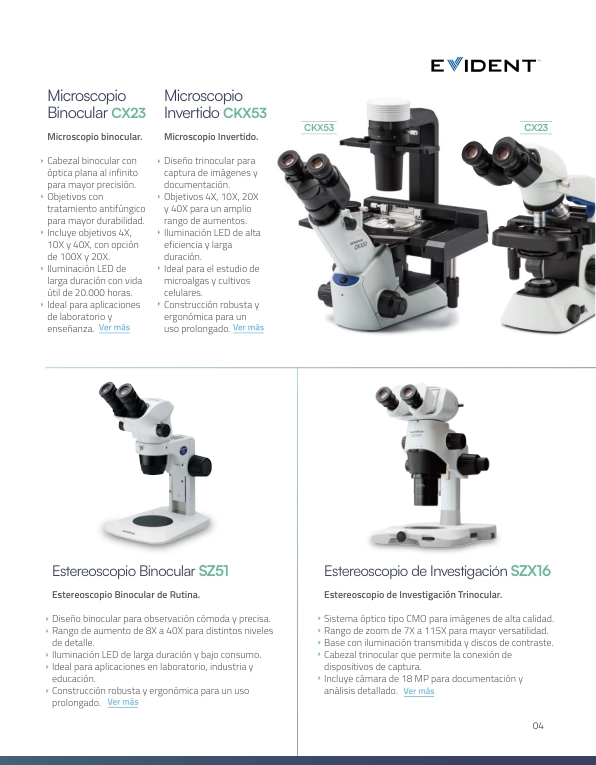 EVIDENT
Microscopio
Binocular CX23
Microscopio binocular.
Cabezal binocular con
óptica plana al infinito
para mayor precisión.
Objetivos con
tratamiento antifúngico
para mayor durabilidad.
Incluye objetivos 4X,
10X y 40X, con opción
de 100X y 20X.
Iluminación LED de
larga duración con vida
útil de 20.000 horas.
Ideal para aplicaciones
de laboratorio y
enseñanza. Ver más
Microscopio
Invertido CKX53
Microscopio Invertido.
Diseño trinocular para
captura de imágenes y
documentación.
Objetivos 4X, 10X, 20X
y 40X para un amplio
rango de aumentos.
Iluminación LED de alta
eficiencia y larga
duración.
Ideal para el estudio de
microalgas y cultivos
celulares.
Construcción robusta y
ergonómica para un
uso prolongado. Ver más
CKX53
CX23
Estereoscopio Binocular SZ51
Estereoscopio Binocular de Rutina.
Diseño binocular para observación cómoda y precisa.
Rango de aumento de 8X a 40X para distintos niveles
de detalle.
Iluminación LED de larga duración y bajo consumo.
Ideal para aplicaciones en laboratorio, industria y
educación.
Construcción robusta y ergonómica para un uso
prolongado. Ver más
Estereoscopio de Investigación SZX16
Estereoscopio de Investigación Trinocular.
Sistema óptico tipo CMO para imágenes de alta calidad.
Rango de zoom de 7X a 115X para mayor versatilidad.
Base con iluminación transmitida y discos de contraste.
Cabezal trinocular que permite la conexión de
dispositivos de captura.
Incluye cámara de 18 MP para documentación y
análisis detallado. Ver más
04